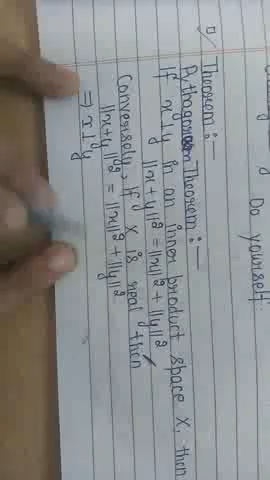 Do yourself
Theorem :-
Pythagorean Theorem :-
If x⊥y in an inner product space X, then
||x+y||² = ||x||² + ||y||²
Conversely, If X is real then
||x+y||² = ||x||² + ||y||²
⇒ x⊥y